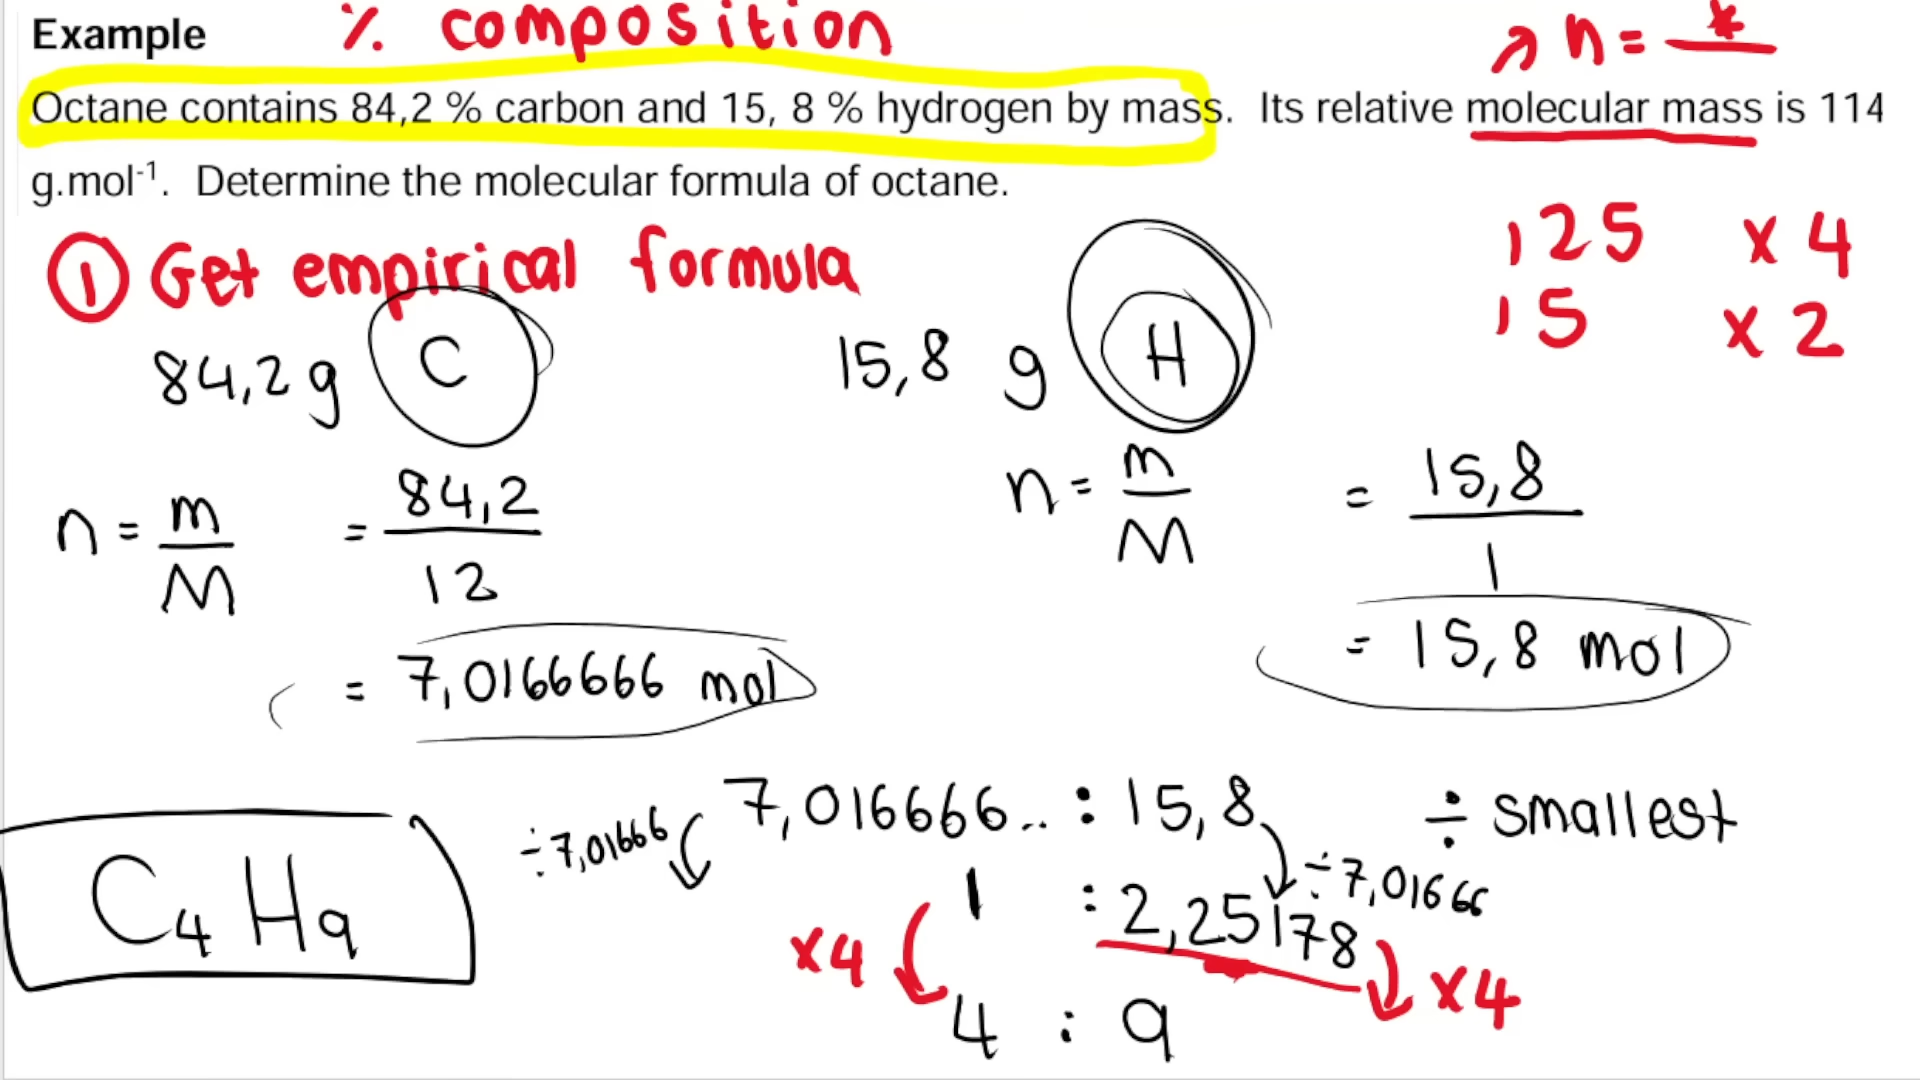 Example % composition n = *
Octane contains 84,2 % carbon and 15, 8 % hydrogen by mass. Its relative molecular mass is 114
g.mol-1. Determine the molecular formula of octane.
1 Get empirical formula
,25 x 4
,5 x 2
84,2g C 15,8 g H
n = m/M = 84,2/12
n = m/M = 15,8/1
= 7,0166666 mol = 15,8 mol
÷7,01666 7,016666.. : 15,8 ÷ smallest
÷7,01666
1 : 2,25178
x4 x4
4 : 9
C4H9